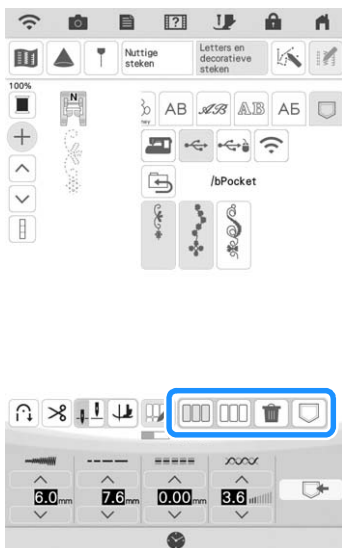 ?
Nuttige
steken
Letters en
decoratieve
steken
100%
N
AB AB AB АБ
/bPocket
6.0 mm 7.6 mm 0.00 mm 3.6